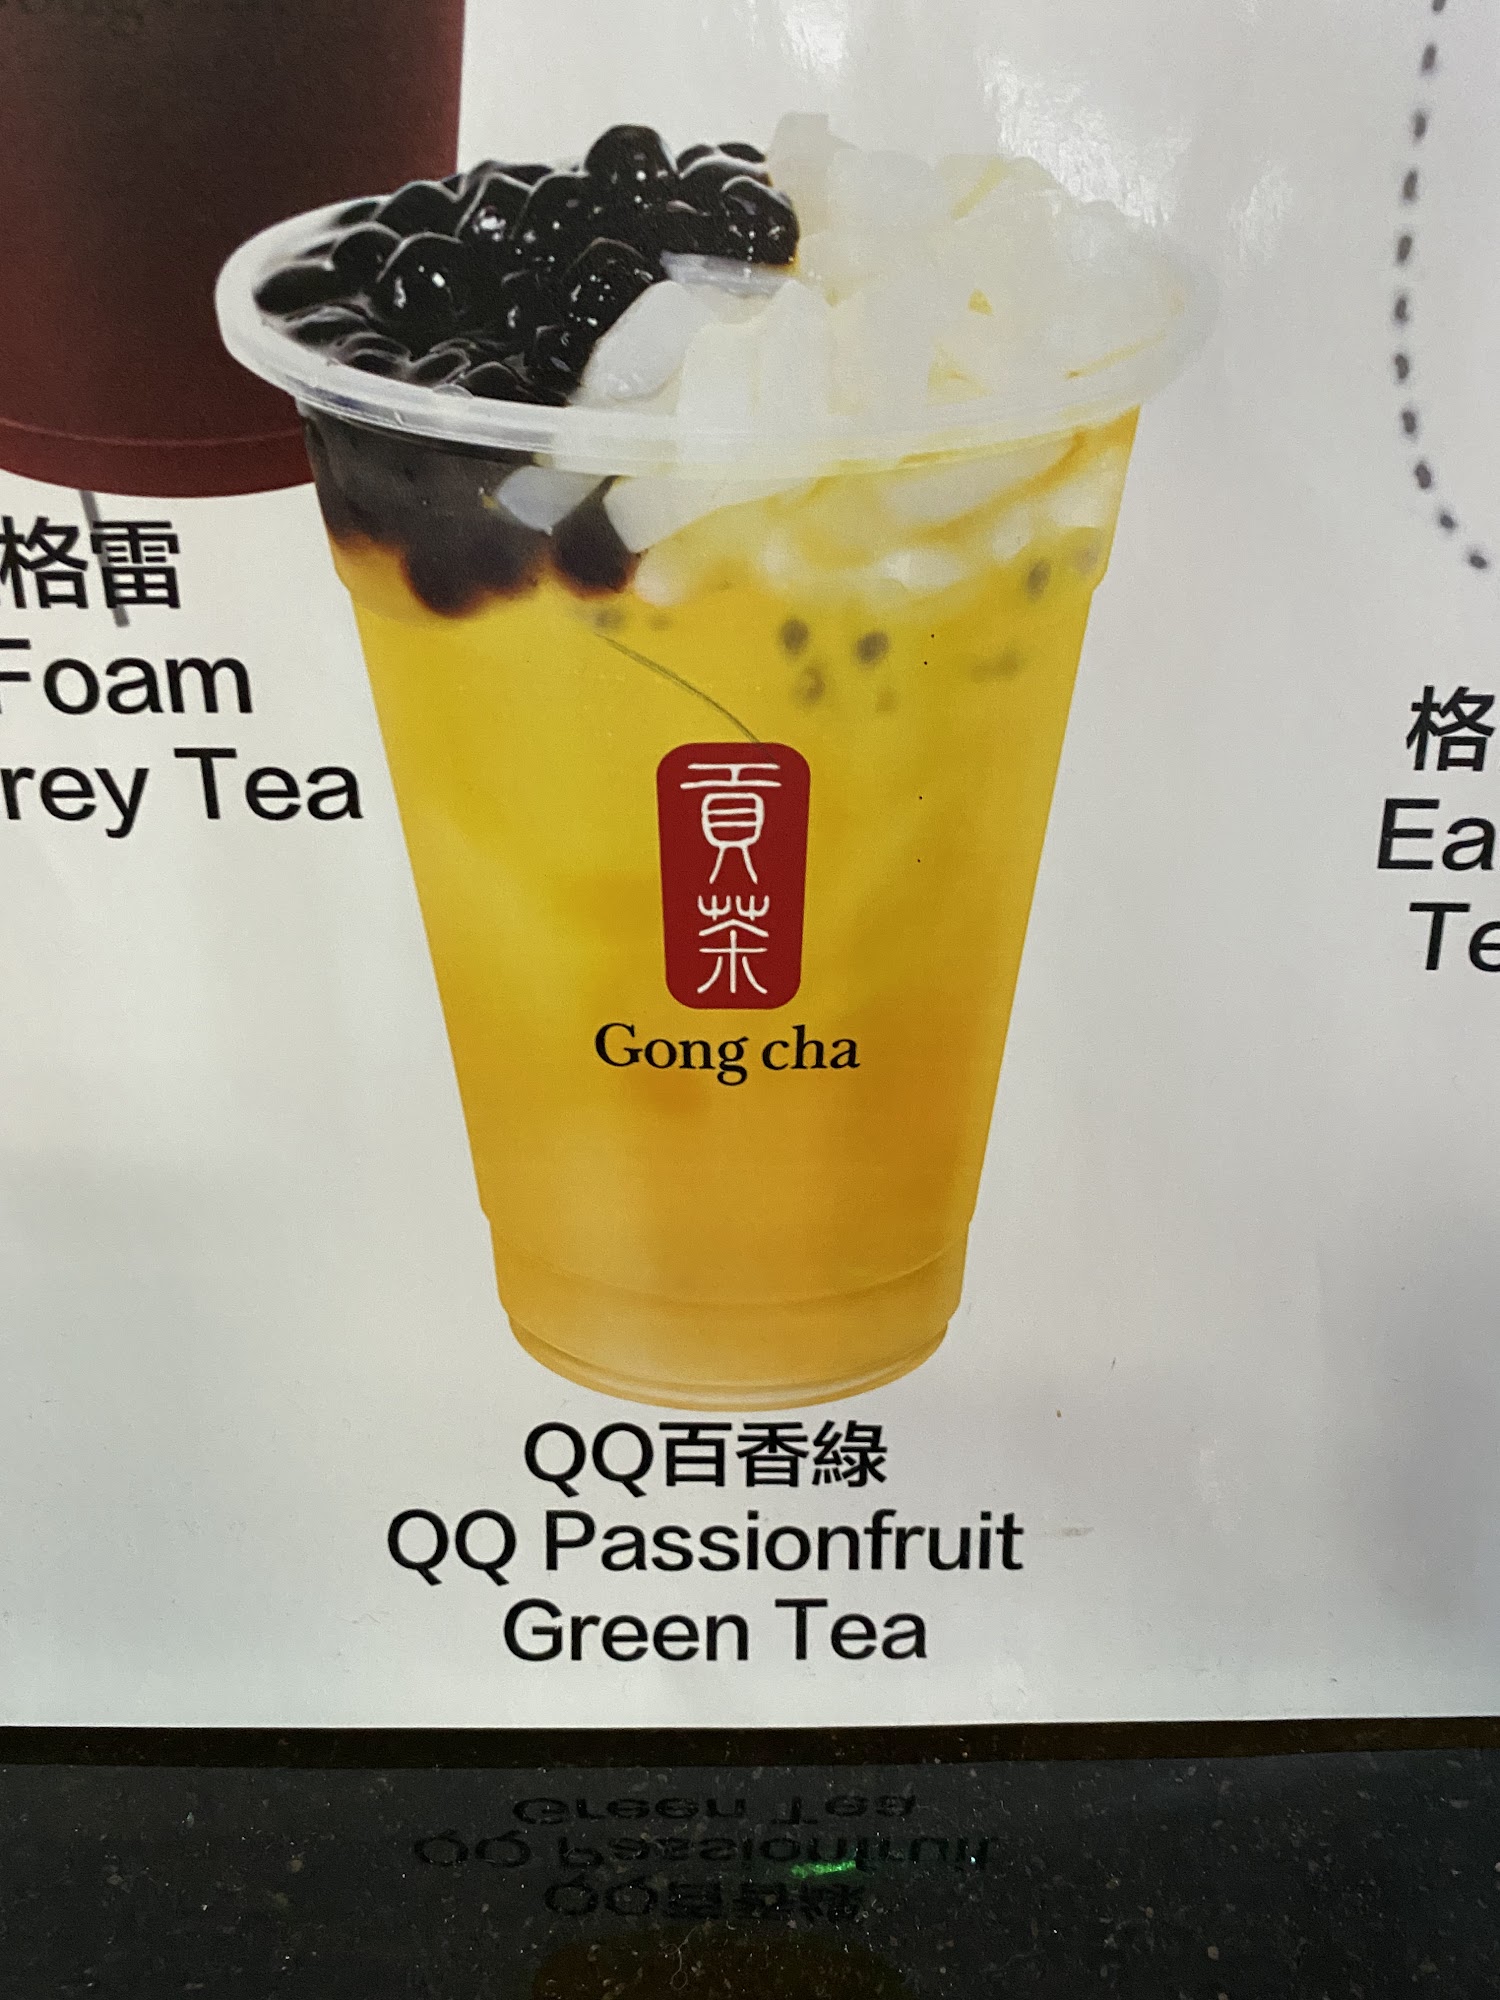 格雷
Foam
rey Tea
貢茶
Gong cha
格
Ea
Te
QQ百香綠
QQ Passionfruit
Green Tea